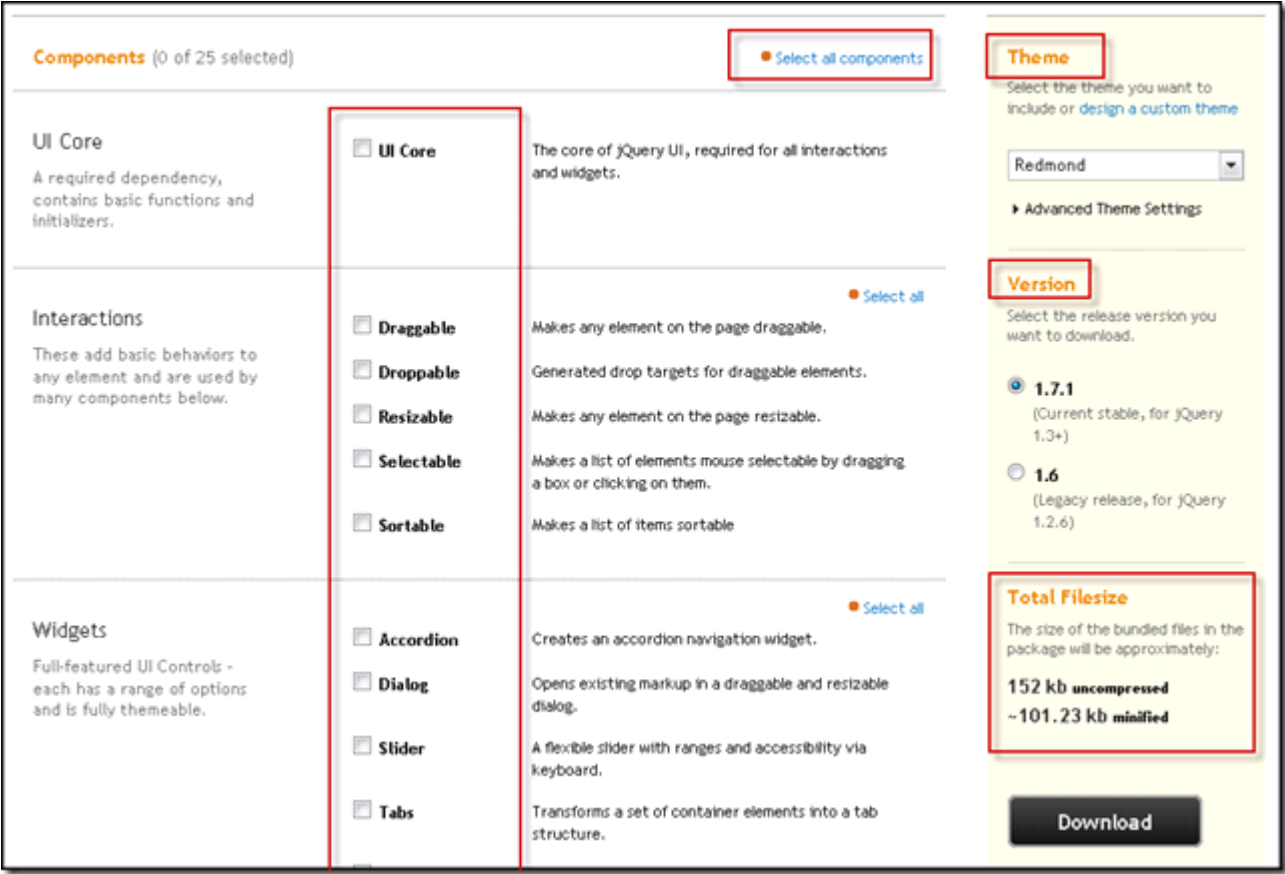 Components (0 of 25 selected)
Select all components
UI Core
A required dependency,
contains basic functions and
initializers.
UI Core
The core of jQuery UI, required for all interactions
and widgets.
Interactions
These add basic behaviors to
any element and are used by
many components below.
Select all
Draggable
Makes any element on the page draggable.
Droppable
Generated drop targets for draggable elements.
Resizable
Makes any element on the page resizable.
Selectable
Makes a list of elements mouse selectable by dragging
a box or clicking on them.
Sortable
Makes a list of items sortable
Widgets
Full-featured UI Controls -
each has a range of options
and is fully themeable.
Select all
Accordion
Creates an accordion navigation widget.
Dialog
Opens existing markup in a draggable and resizable
dialog.
Slider
A flexible slider with ranges and accessibility via
keyboard.
Tabs
Transforms a set of container elements into a tab
structure.
Theme
Select the theme you want to
include or design a custom theme
Redmond
Advanced Theme Settings
Version
Select the release version you
want to download.
1.7.1
(Current stable, for jQuery
1.3+)
1.6
(Legacy release, for jQuery
1.2.6)
Total Filesize
The size of the bundled files in the
package will be approximately:
152 kb uncompressed
~101.23 kb minified
Download